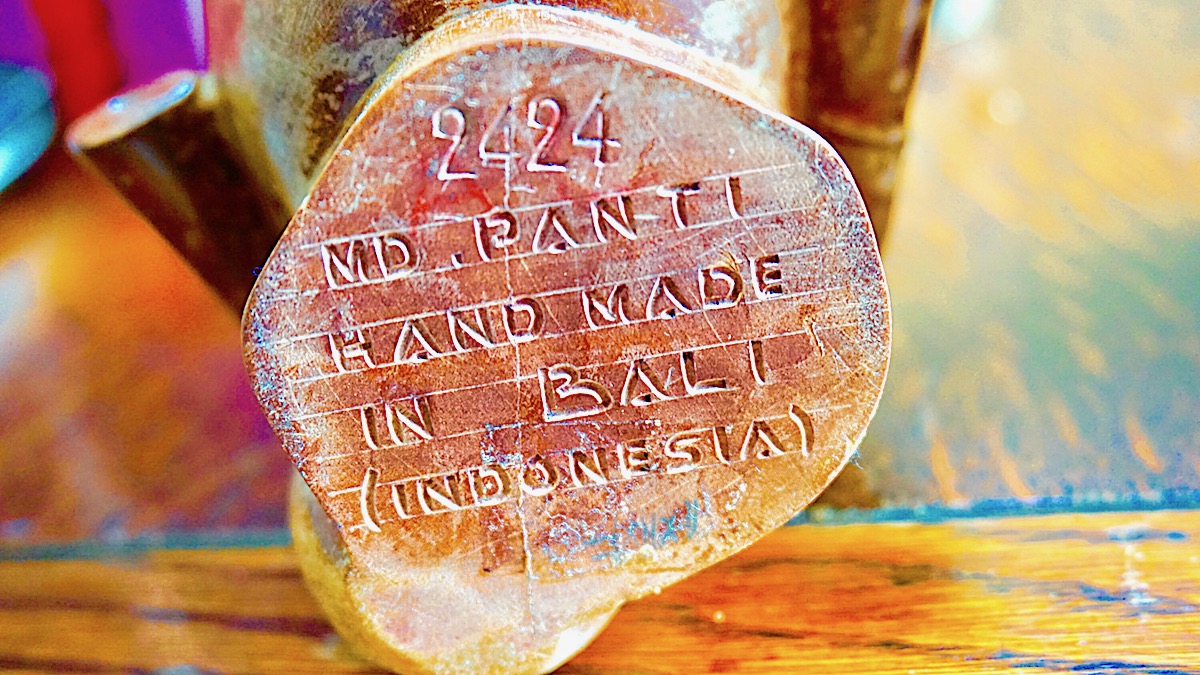 2424
MD. PANTI
HAND MADE
IN BALI
(INDONESIA)